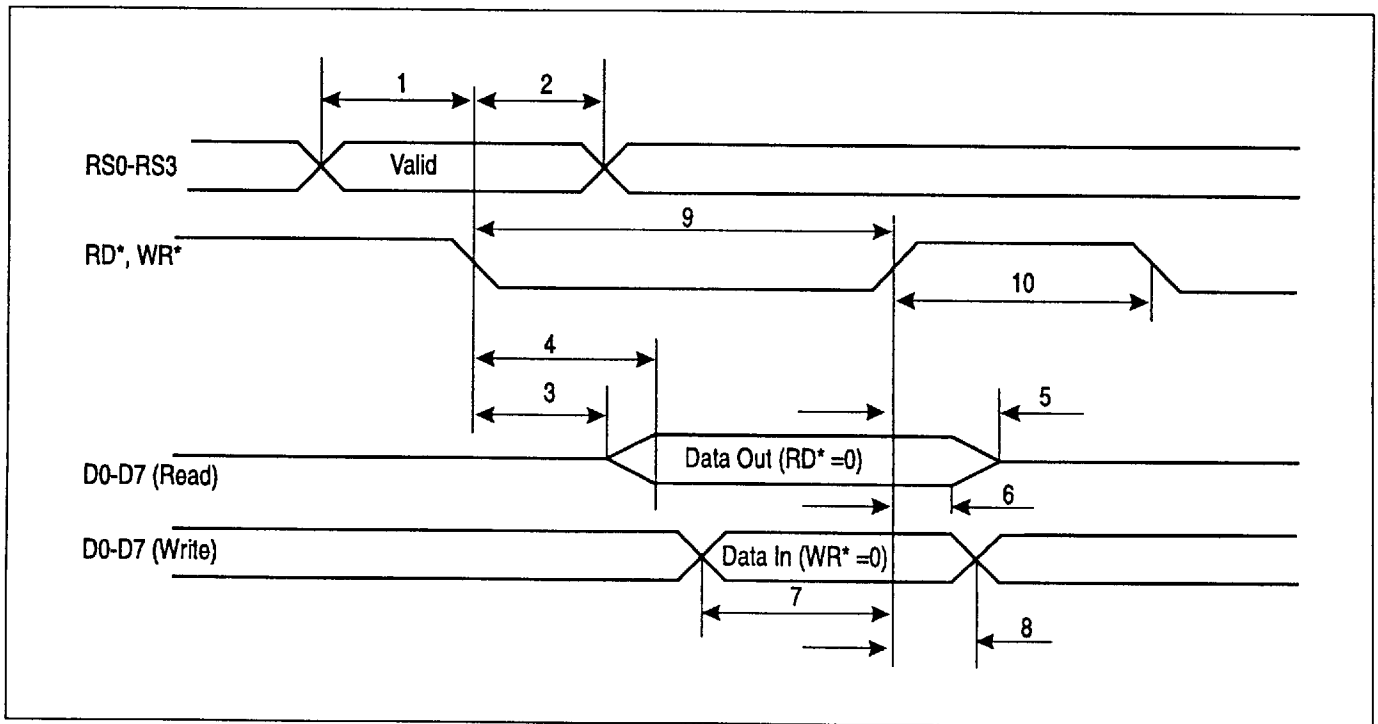 1
2
RS0-RS3
Valid
9
RD*, WR*
10
4
3
5
D0-D7 (Read)
Data Out (RD* =0)
6
D0-D7 (Write)
Data In (WR* =0)
7
8